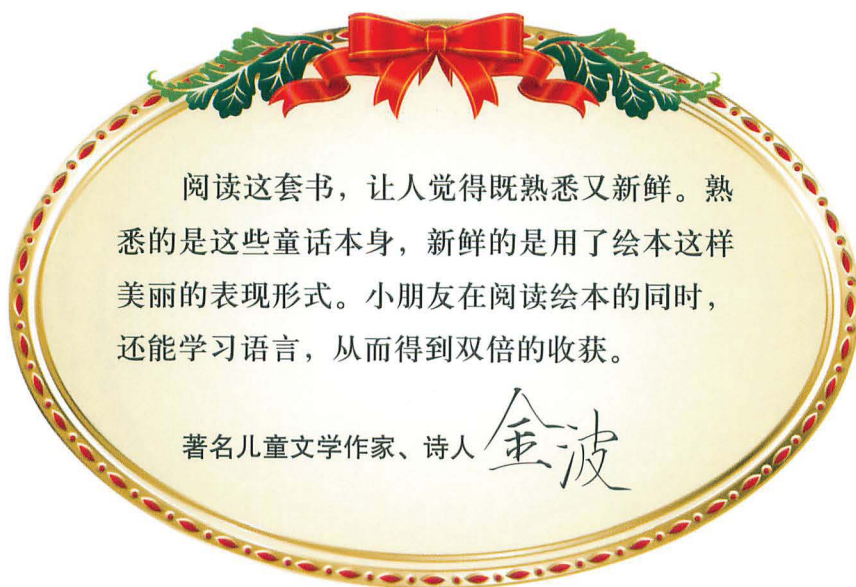 阅读这套书，让人觉得既熟悉又新鲜。熟
悉的是这些童话本身，新鲜的是用了绘本这样
美丽的表现形式。小朋友在阅读绘本的同时，
还能学习语言，从而得到双倍的收获。
著名儿童文学作家、诗人 金波